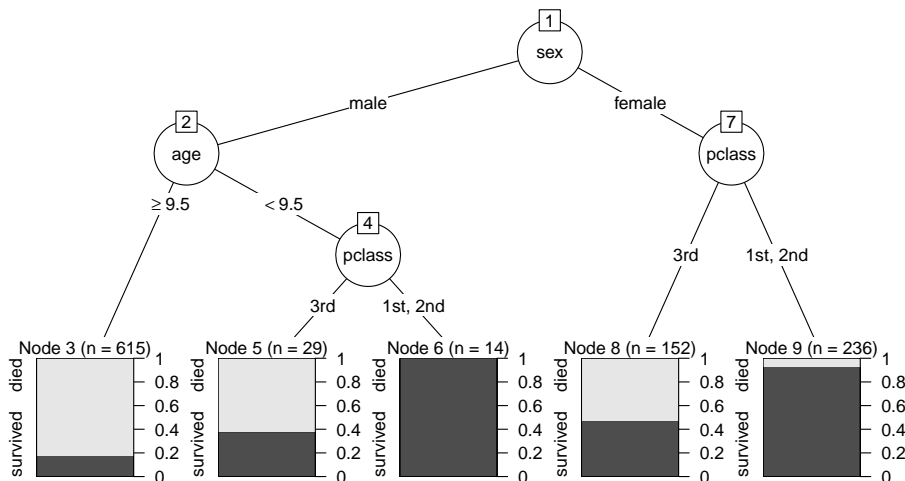 1
sex
male
female
2
age
7
pclass
≥ 9.5
< 9.5
4
pclass
3rd
1st, 2nd
3rd
1st, 2nd
Node 3 (n = 615)
died
survived
1
0.8
0.6
0.4
0.2
0
Node 5 (n = 29)
died
survived
1
0.8
0.6
0.4
0.2
0
Node 6 (n = 14)
died
survived
1
0.8
0.6
0.4
0.2
0
Node 8 (n = 152)
died
survived
1
0.8
0.6
0.4
0.2
0
Node 9 (n = 236)
died
survived
1
0.8
0.6
0.4
0.2
0